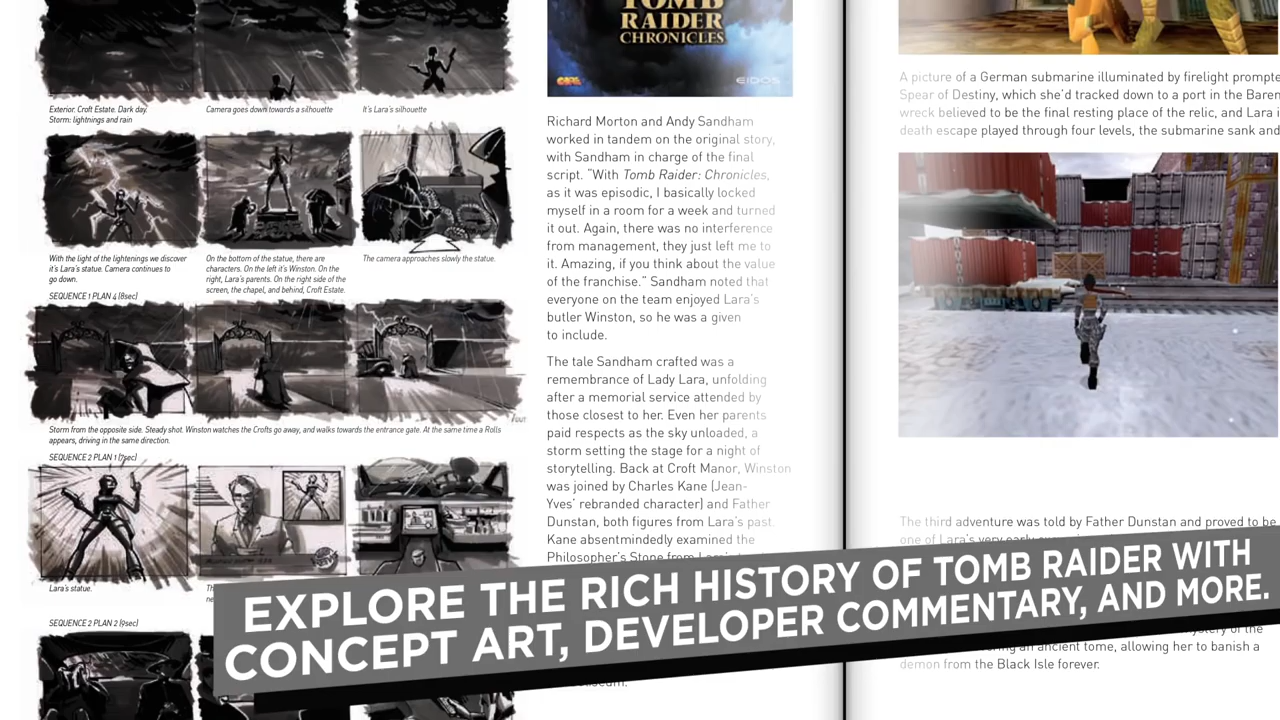 Exterior. Croft Estate. Dark day.
Storm: lightnings and rain
Camera goes down towards a silhouette
It's Lara's silhouette
With the light of the lightenings we discover
it's Lara's statue. Camera continues to
go down.
On the bottom of the statue, there are
characters. On the left it's Winston. On the
right, Lara's parents. On the right side of the
screen, the chapel, and behind, Croft Estate.
The camera approaches slowly the statue.
SEQUENCE 1 PLAN 4 (8sec)
Storm from the opposite side. Steady shot. Winston watches the Crofts go away, and walks towards the entrance gate. At the same time a Rolls
appears, driving in the same direction.
SEQUENCE 2 PLAN 1 (7sec)
Lara's statue.
SEQUENCE 2 PLAN 2 (9sec)
TOMB
RAIDER
CHRONICLES
CORE
EIDOS
Richard Morton and Andy Sandham
worked in tandem on the original story,
with Sandham in charge of the final
script. “With Tomb Raider: Chronicles,
as it was episodic, I basically locked
myself in a room for a week and turned
it out. Again, there was no interference
from management, they just left me to
it. Amazing, if you think about the value
of the franchise.” Sandham noted that
everyone on the team enjoyed Lara's
butler Winston, so he was a given
to include.
The tale Sandham crafted was a
remembrance of Lady Lara, unfolding
after a memorial service attended by
those closest to her. Even her parents
paid respects as the sky unloaded, a
storm setting the stage for a night of
storytelling. Back at Croft Manor, Winston
was joined by Charles Kane (Jean-
Yves' rebranded character) and Father
Dunstan, both figures from Lara's past.
Kane absentmindedly examined the
Philopher's Stone from
A picture of a German submarine illuminated by firelight prompte
Spear of Destiny, which she'd tracked down to a port in the Baren
wreck believed to be the final resting place of the relic, and Lara
death escape played through four levels, the submarine sank and
The third adventure was told by Father Dunstan and proved to be
one of Lara's very early
of the
an ancient tome, allowing her to banish a
demon from the Black Isle forever.
EXPLORE THE RICH HISTORY OF TOMB RAIDER WITH
CONCEPT ART, DEVELOPER COMMENTARY, AND MORE.